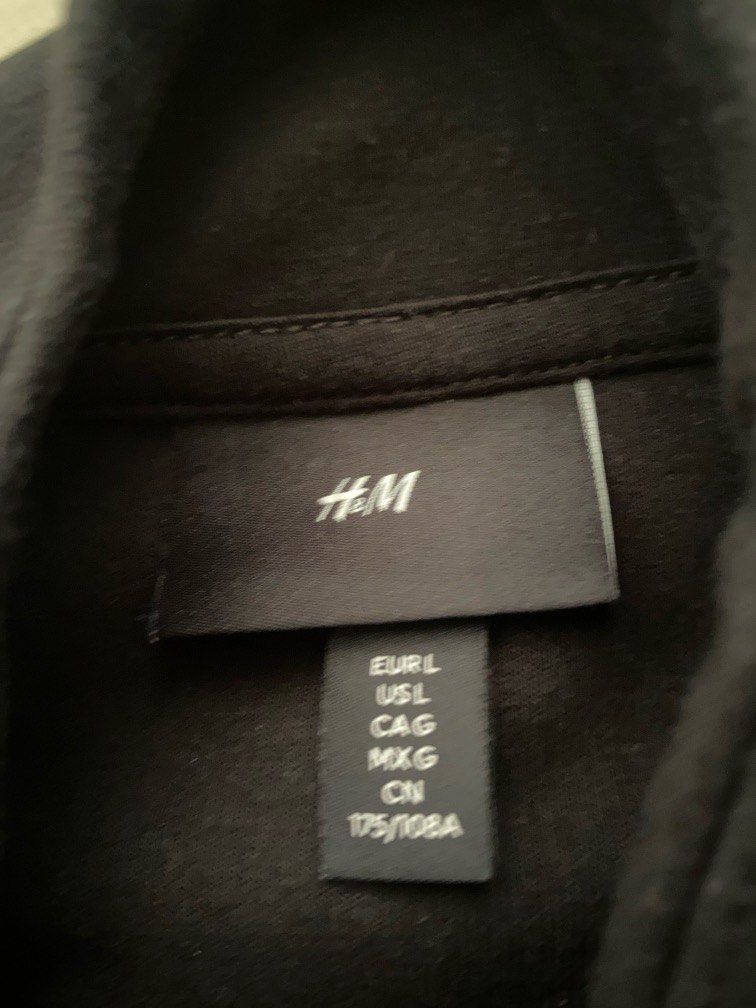 H&M
EUR L
US L
CA G
MX G
CN
175/108A